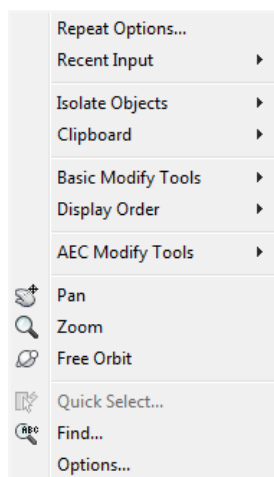 Repeat Options...
Recent Input
Isolate Objects
Clipboard
Basic Modify Tools
Display Order
AEC Modify Tools
Pan
Zoom
Free Orbit
Quick Select...
ABC Find...
Options...